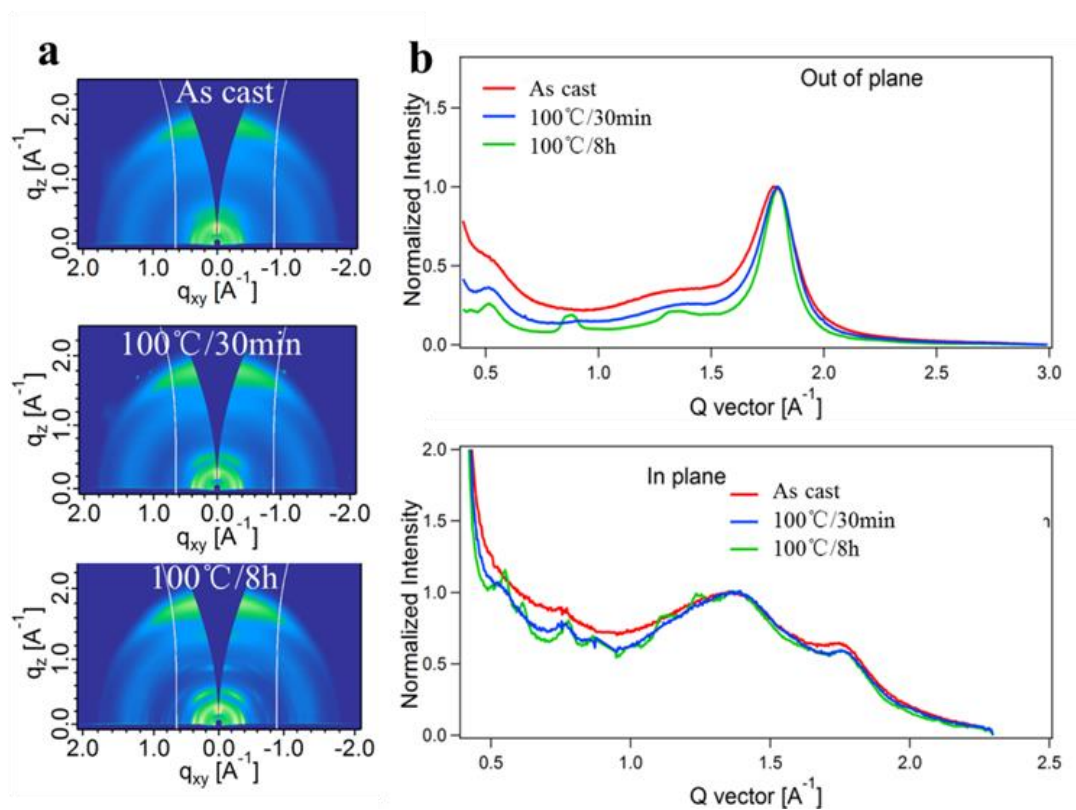 a
As cast
q_z [A^-1]
2.0
1.0
0.0
2.0 1.0 0.0 -1.0 -2.0
q_xy [A^-1]
100℃/30min
q_z [A^-1]
2.0
1.0
0.0
2.0 1.0 0.0 -1.0 -2.0
q_xy [A^-1]
100℃/8h
q_z [A^-1]
2.0
1.0
0.0
2.0 1.0 0.0 -1.0 -2.0
q_xy [A^-1]
b
Out of plane
As cast
100℃/30min
100℃/8h
Normalized Intensity
1.5
1.0
0.5
0.0
0.5 1.0 1.5 2.0 2.5 3.0
Q vector [A^-1]
In plane
As cast
100℃/30min
100℃/8h
Normalized Intensity
2.0
1.5
1.0
0.5
0.0
0.5 1.0 1.5 2.0 2.5
Q vector [A^-1]